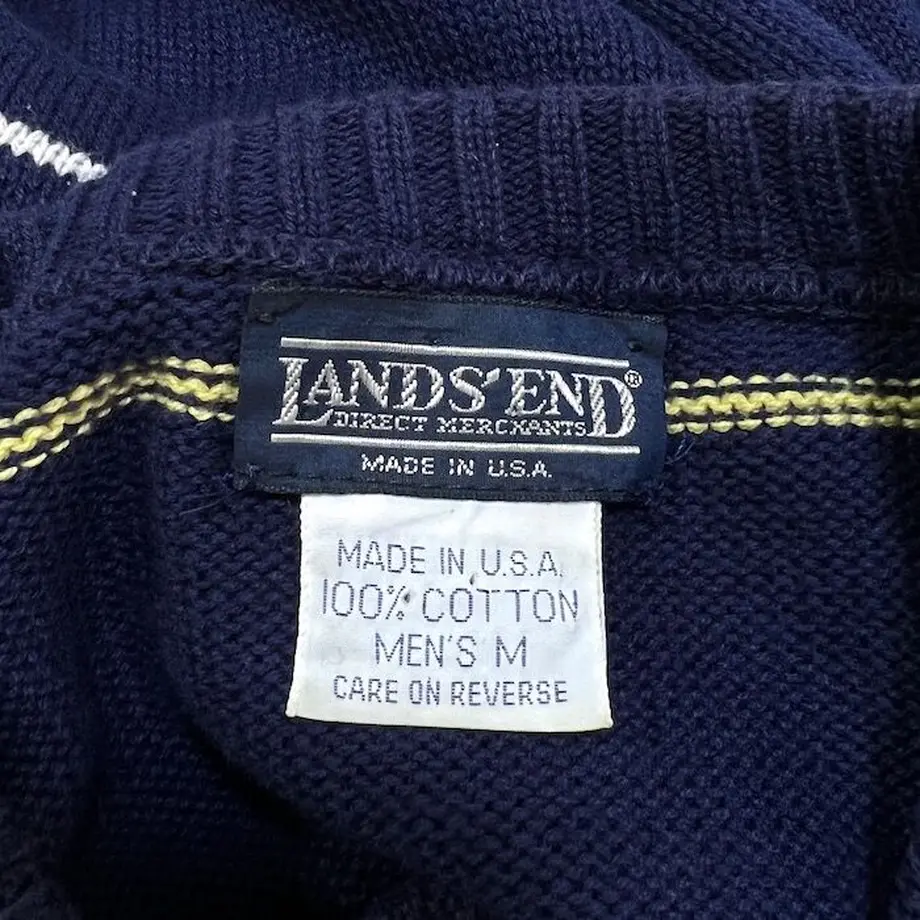 LANDS' END®
DIRECT MERCHANTS
MADE IN U.S.A.
MADE IN U.S.A.
100% COTTON
MEN'S M
CARE ON REVERSE